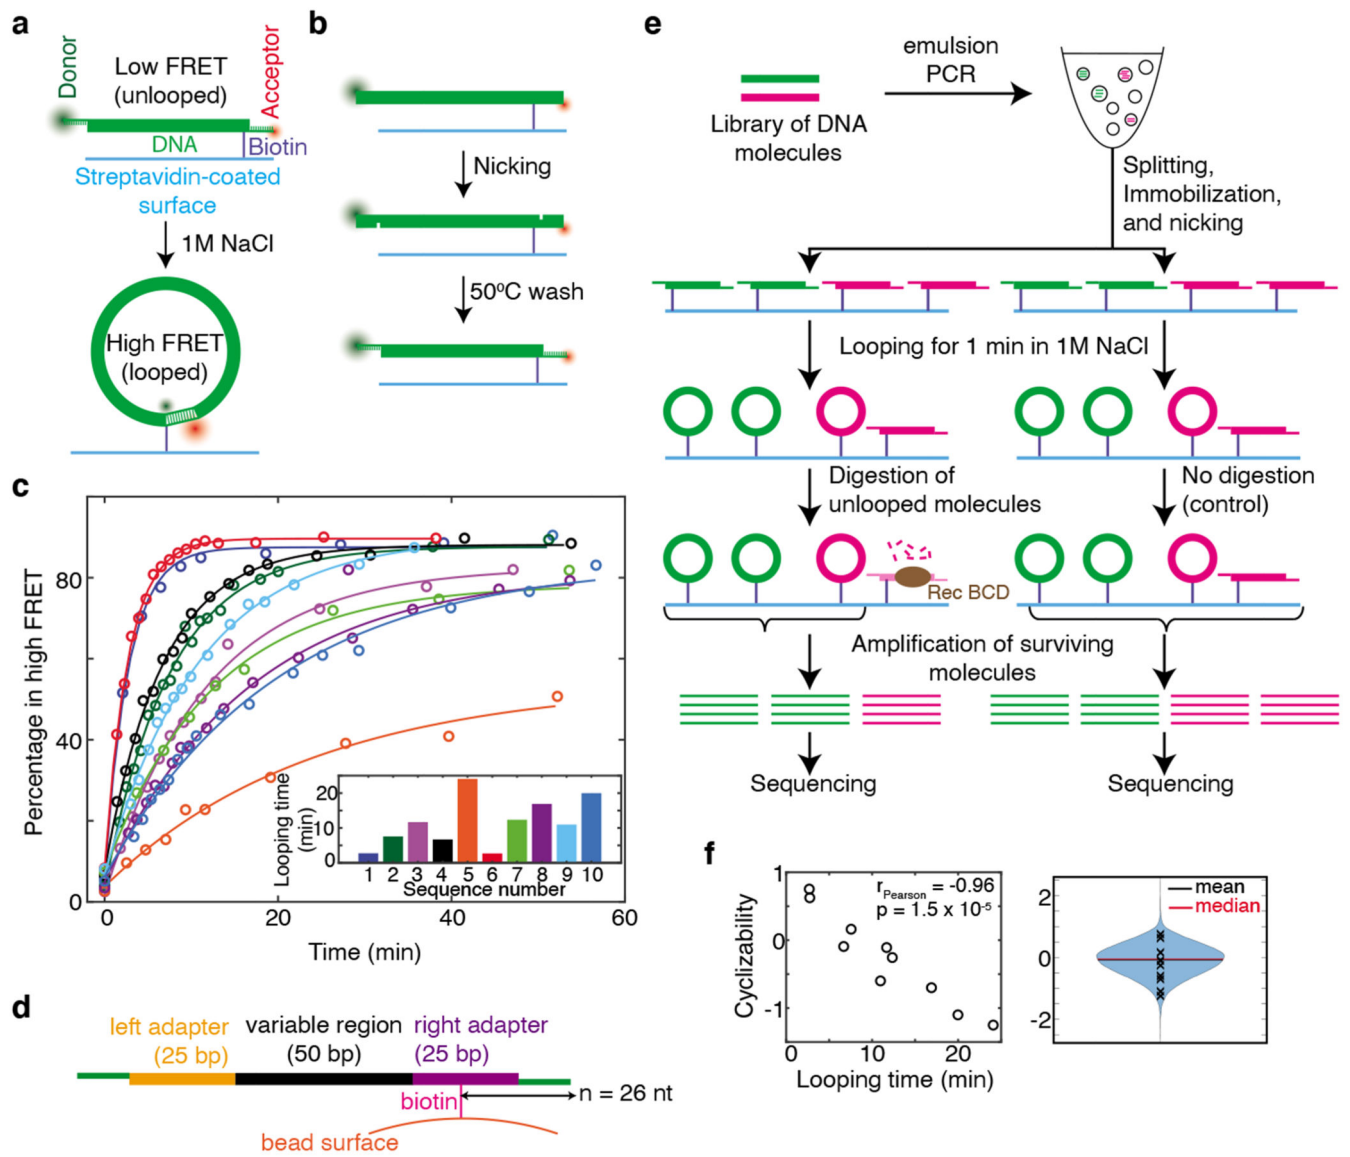 a
Donor
Low FRET
(unlooped)
Acceptor
DNA
Biotin
Streptavidin-coated
surface
1M NaCl
High FRET
(looped)
b
Nicking
50ºC wash
c
Percentage in high FRET
80
40
0
0
20
40
60
Time (min)
Looping time
(min)
20
10
0
1 2 3 4 5 6 7 8 9 10
Sequence number
d
left adapter
(25 bp)
variable region
(50 bp)
right adapter
(25 bp)
biotin
n = 26 nt
bead surface
e
Library of DNA
molecules
emulsion
PCR
Splitting,
Immobilization,
and nicking
Looping for 1 min in 1M NaCl
Digestion of
unlooped molecules
No digestion
(control)
Rec BCD
Amplification of surviving
molecules
Sequencing
Sequencing
f
Cyclizability
1
0
-1
rPearson = -0.96
p = 1.5 x 10-5
0
10
20
Looping time (min)
2
0
-2
mean
median